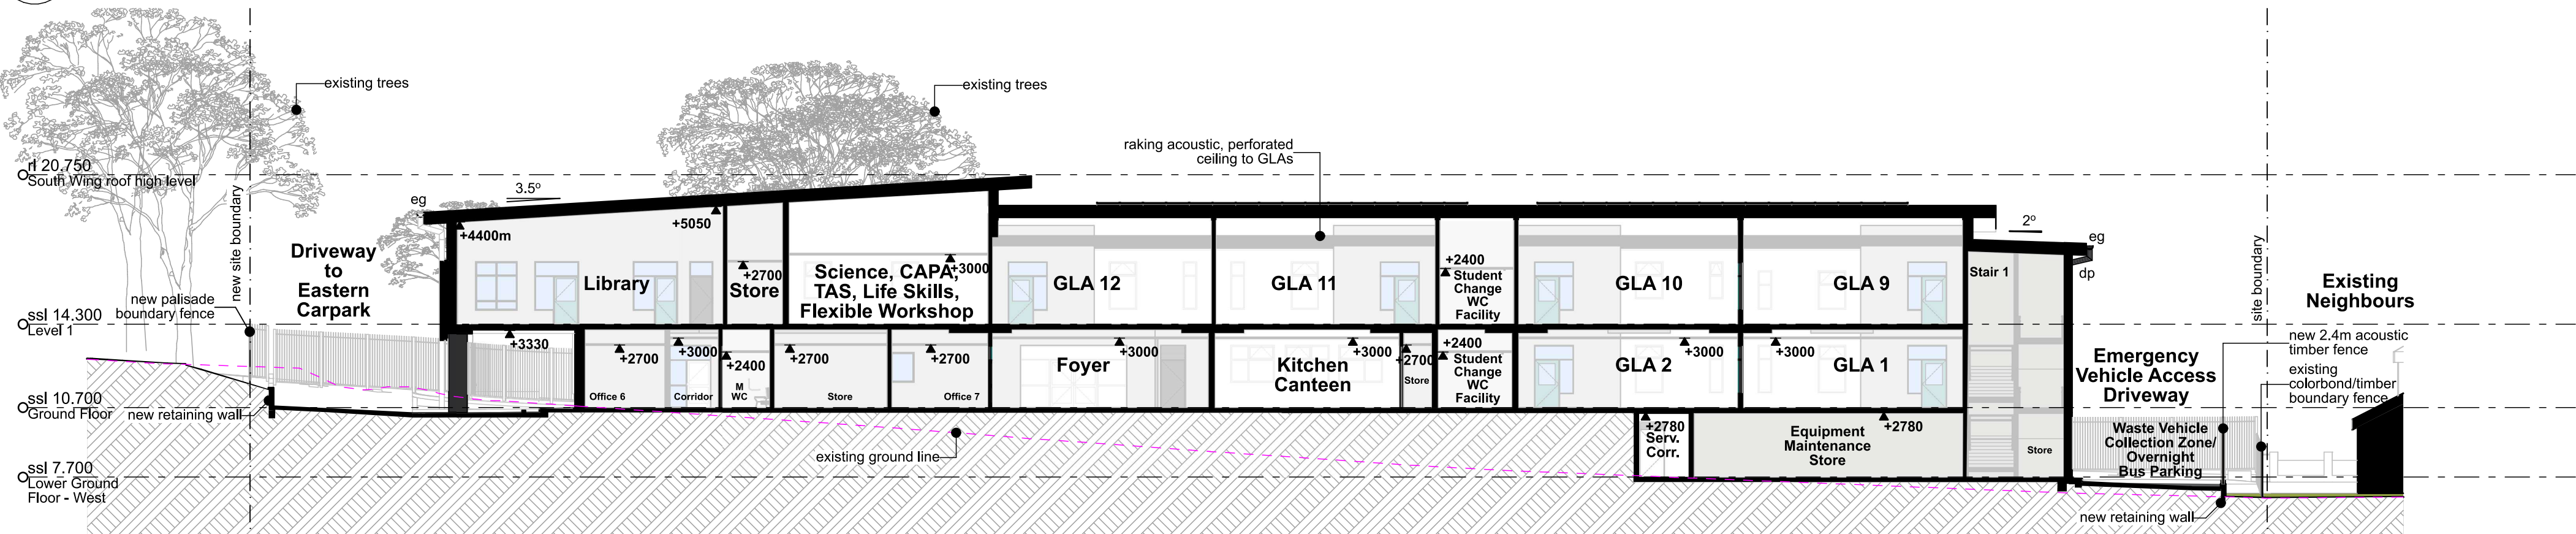 existing trees
existing trees
raking acoustic, perforated
ceiling to GLAs
rl 20.750
South Wing roof high level
new site boundary
eg
3.5º
+4400m
+5050
2º
eg
dp
site boundary
Driveway
to
Eastern
Carpark
Library
+2700
Store
+3000
Science, CAPA,
TAS, Life Skills,
Flexible Workshop
GLA 12
GLA 11
+2400
Student
Change
WC
Facility
GLA 10
GLA 9
Stair 1
Existing
Neighbours
new palisade
boundary fence
ssl 14.300
Level 1
+3330
+2700
Office 6
+3000
Corridor
+2400
M
WC
+2700
Store
+2700
Office 7
+3000
Foyer
+3000
Kitchen
Canteen
+2700
Store
+2400
Student
Change
WC
Facility
+3000
GLA 2
+3000
GLA 1
Emergency
Vehicle Access
Driveway
new 2.4m acoustic
timber fence
existing
colorbond/timber
boundary fence
ssl 10.700
Ground Floor
new retaining wall
existing ground line
+2780
Serv.
Corr.
Equipment
Maintenance
Store
+2780
Store
Waste Vehicle
Collection Zone/
Overnight
Bus Parking
ssl 7.700
Lower Ground
Floor - West
new retaining wall